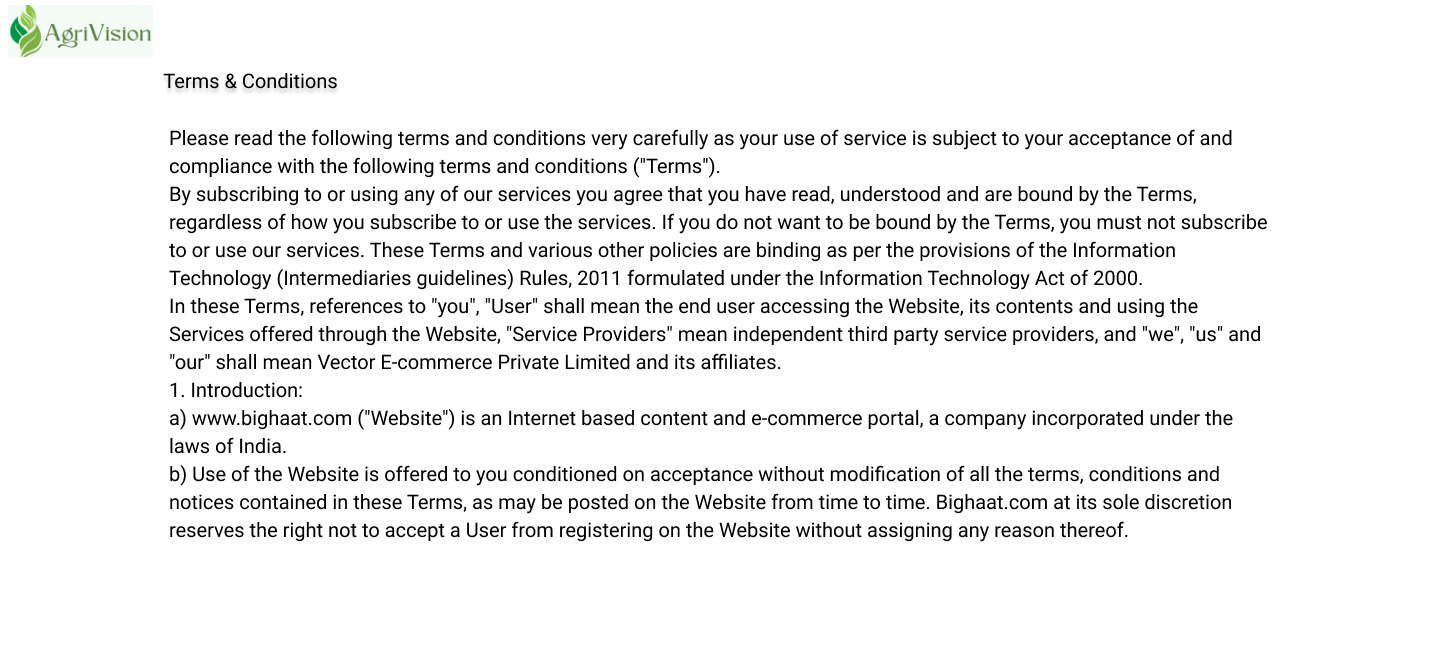 AgriVision
Terms & Conditions
Please read the following terms and conditions very carefully as your use of service is subject to your acceptance of and
compliance with the following terms and conditions ("Terms").
By subscribing to or using any of our services you agree that you have read, understood and are bound by the Terms,
regardless of how you subscribe to or use the services. If you do not want to be bound by the Terms, you must not subscribe
to or use our services. These Terms and various other policies are binding as per the provisions of the Information
Technology (Intermediaries guidelines) Rules, 2011 formulated under the Information Technology Act of 2000.
In these Terms, references to "you", "User" shall mean the end user accessing the Website, its contents and using the
Services offered through the Website, "Service Providers" mean independent third party service providers, and "we", "us" and
"our" shall mean Vector E-commerce Private Limited and its affiliates.
1. Introduction:
a) www.bighaat.com ("Website") is an Internet based content and e-commerce portal, a company incorporated under the
laws of India.
b) Use of the Website is offered to you conditioned on acceptance without modification of all the terms, conditions and
notices contained in these Terms, as may be posted on the Website from time to time. Bighaat.com at its sole discretion
reserves the right not to accept a User from registering on the Website without assigning any reason thereof.